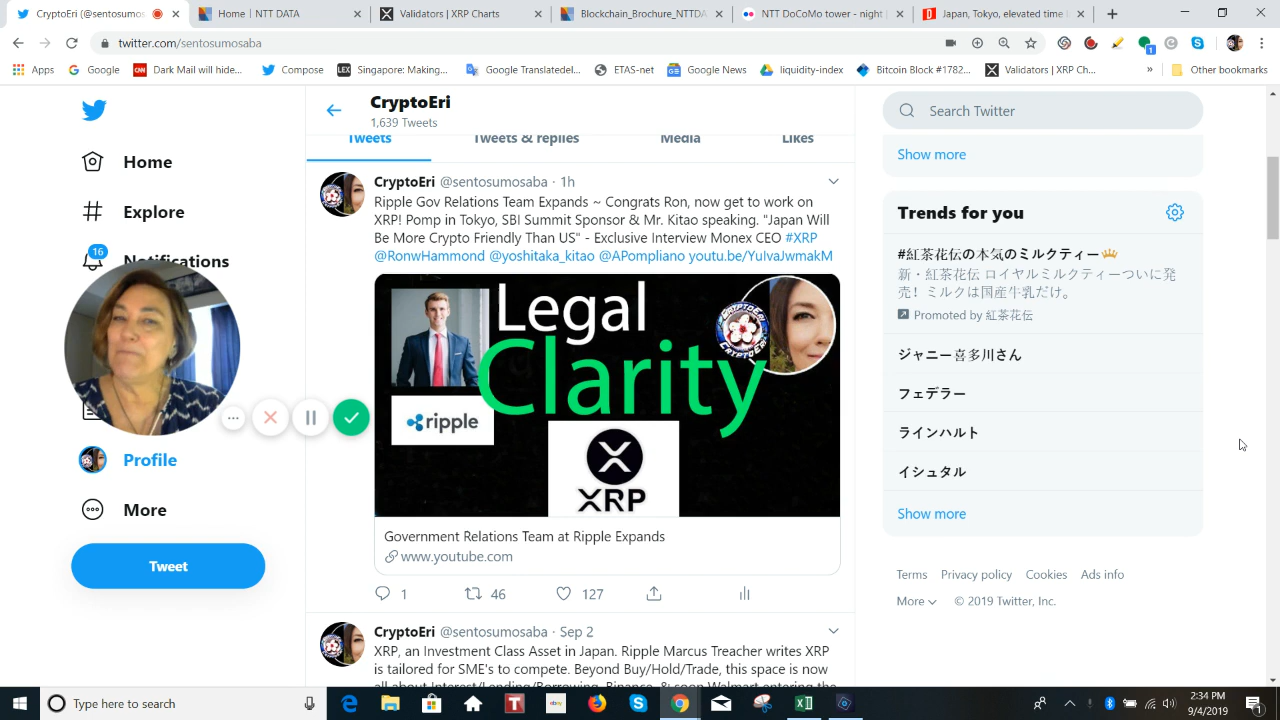 CryptoEri (@sentosumos
Home | NTT DATA
Validators | XRP Charts
Blockchain_Brochure_NTTDA
NTT DoCoMo tower - night
Japan, Tokyo, elevated time l
twitter.com/sentosumosaba
Apps
Google
Dark Mail will hide...
Compose
Singapore: Making...
Google Translatedel...
ETAS-net
Google News
liquidity-index
Bitcoin Block #1782...
Validator | XRP Ch...
»
Other bookmarks
CryptoEri
1,639 Tweets
Tweets
Tweets & replies
Media
Likes
Home
Explore
16
Notifications
Profile
More
Tweet
CryptoEri @sentosumosaba · 1h
Ripple Gov Relations Team Expands ~ Congrats Ron, now get to work on
XRP! Pomp in Tokyo, SBI Summit Sponsor & Mr. Kitao speaking. "Japan Will
Be More Crypto Friendly Than US" - Exclusive Interview Monex CEO #XRP
@RonwHammond @yoshitaka_kitao @APompliano youtu.be/YuIvaJwmakM
Legal
Clarity
CRYPTOERI
CRYPTOERI
ripple
XRP
Government Relations Team at Ripple Expands
www.youtube.com
1
46
127
CryptoEri @sentosumosaba · Sep 2
XRP, an Investment Class Asset in Japan. Ripple Marcus Treacher writes XRP
is tailored for SME's to compete. Beyond Buy/Hold/Trade, this space is now
all about Interest/Lending/Borrowing, Finance, & soon Walmart entering the
Search Twitter
Show more
Trends for you
#紅茶花伝の本気のミルクティー
新・紅茶花伝 ロイヤルミルクティーついに発
売！ミルクは国産牛乳だけ。
Promoted by 紅茶花伝
ジャニー喜多川さん
フェデラー
ラインハルト
イシュタル
Show more
Terms Privacy policy Cookies Ads info
More © 2019 Twitter, Inc.
Type here to search
2:34 PM
9/4/2019